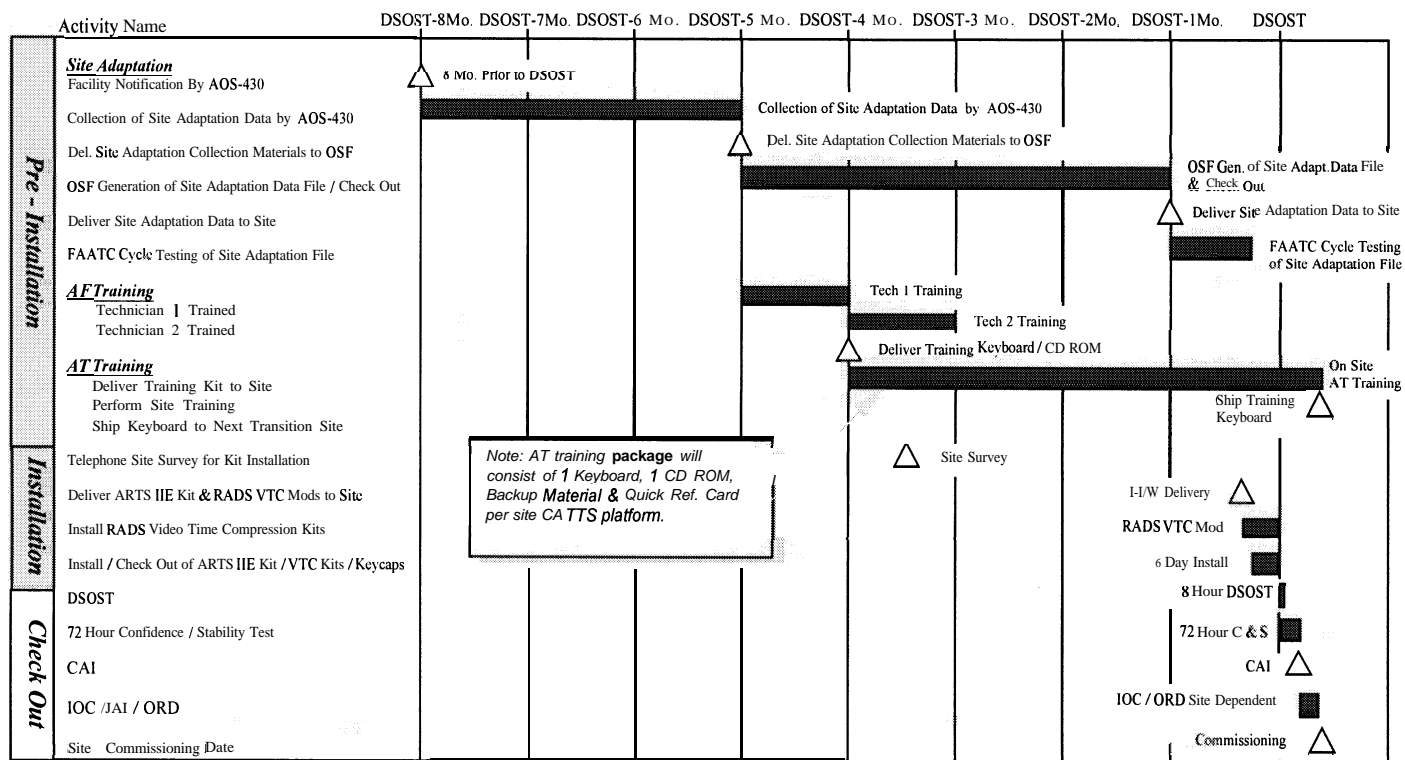 Activity Name
DSOST-8Mo. DSOST-7Mo. DSOST-6 Mo. DSOST-5 Mo. DSOST-4 Mo. DSOST-3 Mo. DSOST-2Mo. DSOST-1Mo. DSOST
Pre - Installation
Site Adaptation
Facility Notification By AOS-430
8 Mo. Prior to DSOST
Collection of Site Adaptation Data by AOS-430
Collection of Site Adaptation Data by AOS-430
Del. Site Adaptation Collection Materials to OSF
Del. Site Adaptation Collection Materials to OSF
OSF Generation of Site Adaptation Data File / Check Out
OSF Gen. of Site Adapt.Data File
& Check Out
Deliver Site Adaptation Data to Site
Deliver Site Adaptation Data to Site
FAATC Cycle Testing of Site Adaptation File
FAATC Cycle Testing
of Site Adaptation File
AF Training
Technician 1 Trained
Tech 1 Training
Technician 2 Trained
Tech 2 Training
Deliver Training Keyboard / CD ROM
AT Training
Deliver Training Kit to Site
On Site
AT Training
Perform Site Training
Ship Keyboard to Next Transition Site
Ship Training
Keyboard
Note: AT training package will
consist of 1 Keyboard, 1 CD ROM,
Backup Material & Quick Ref. Card
per site CA TTS platform.
Installation
Telephone Site Survey for Kit Installation
Site Survey
Deliver ARTS IIE Kit & RADS VTC Mods to Site
I-I/W Delivery
Install RADS Video Time Compression Kits
RADS VTC Mod
Install / Check Out of ARTS IIE Kit / VTC Kits / Keycaps
6 Day Install
Check Out
DSOST
8 Hour DSOST
72 Hour Confidence / Stability Test
72 Hour C & S
CAI
CAI
IOC /JAI / ORD
IOC / ORD Site Dependent
Site Commissioning Date
Commissioning